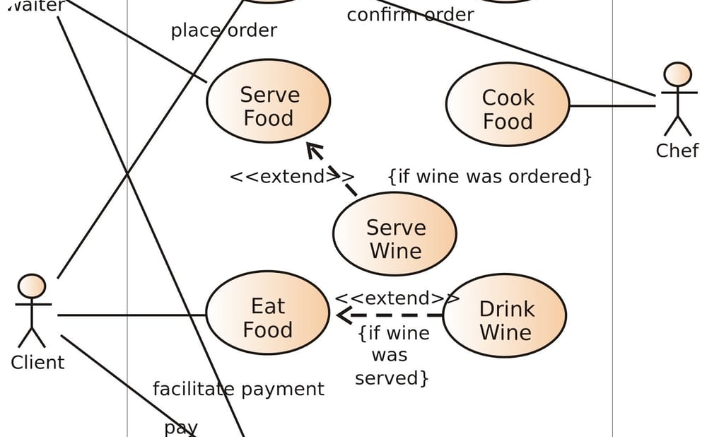 place order
confirm order
Serve
Food
Cook
Food
Chef
<<extend>>
{if wine was ordered}
Serve
Wine
Eat
Food
<<extend>>
Drink
Wine
{if wine
was
served}
Client
facilitate payment
pay